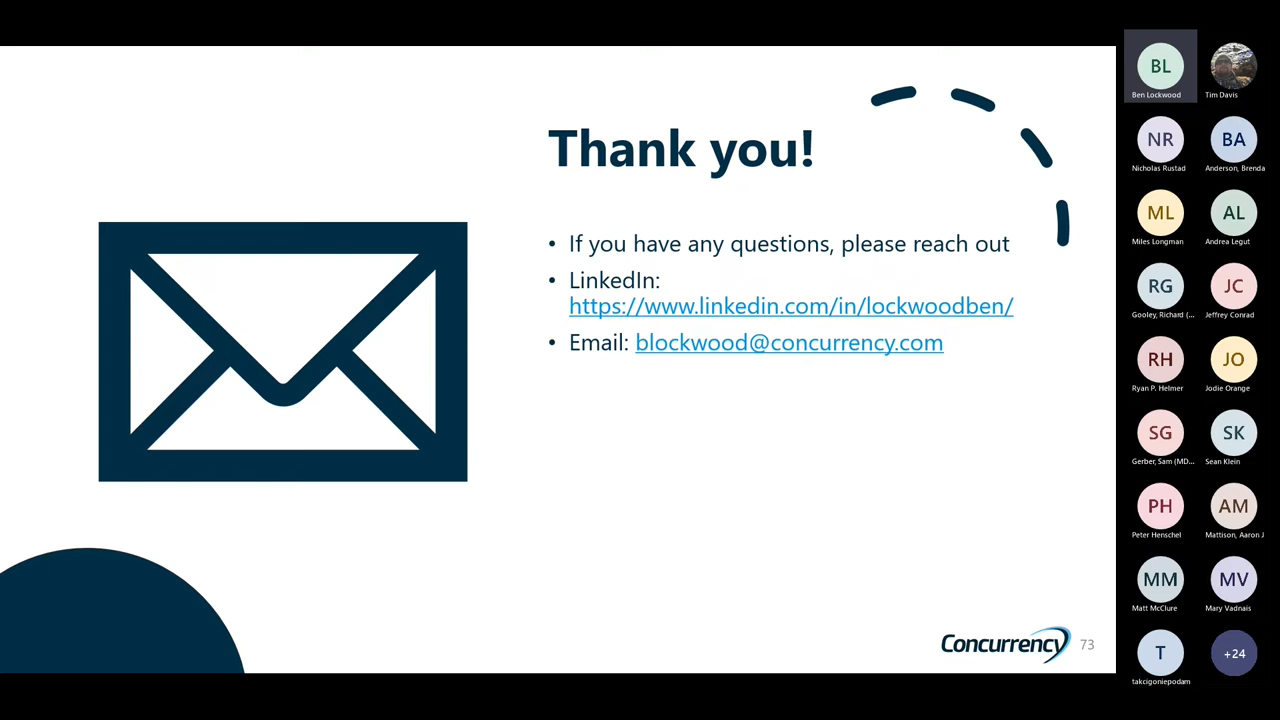 Thank you!
• If you have any questions, please reach out
• LinkedIn:
https://www.linkedin.com/in/lockwoodben/
• Email: blockwood@concurrency.com
Concurrency
73
BL
Ben Lockwood
Tim Davis
NR
Nicholas Rustad
BA
Anderson, Brenda
ML
Miles Longman
AL
Andrea Legut
RG
Gooley, Richard (...
JC
Jeffrey Conrad
RH
Ryan P. Helmer
JO
Jodie Orange
SG
Gerber, Sam (MD...
SK
Sean Klein
PH
Peter Henschel
AM
Mattison, Aaron J
MM
Matt McClure
MV
Mary Vadnais
T
takcigoniepodam
+24